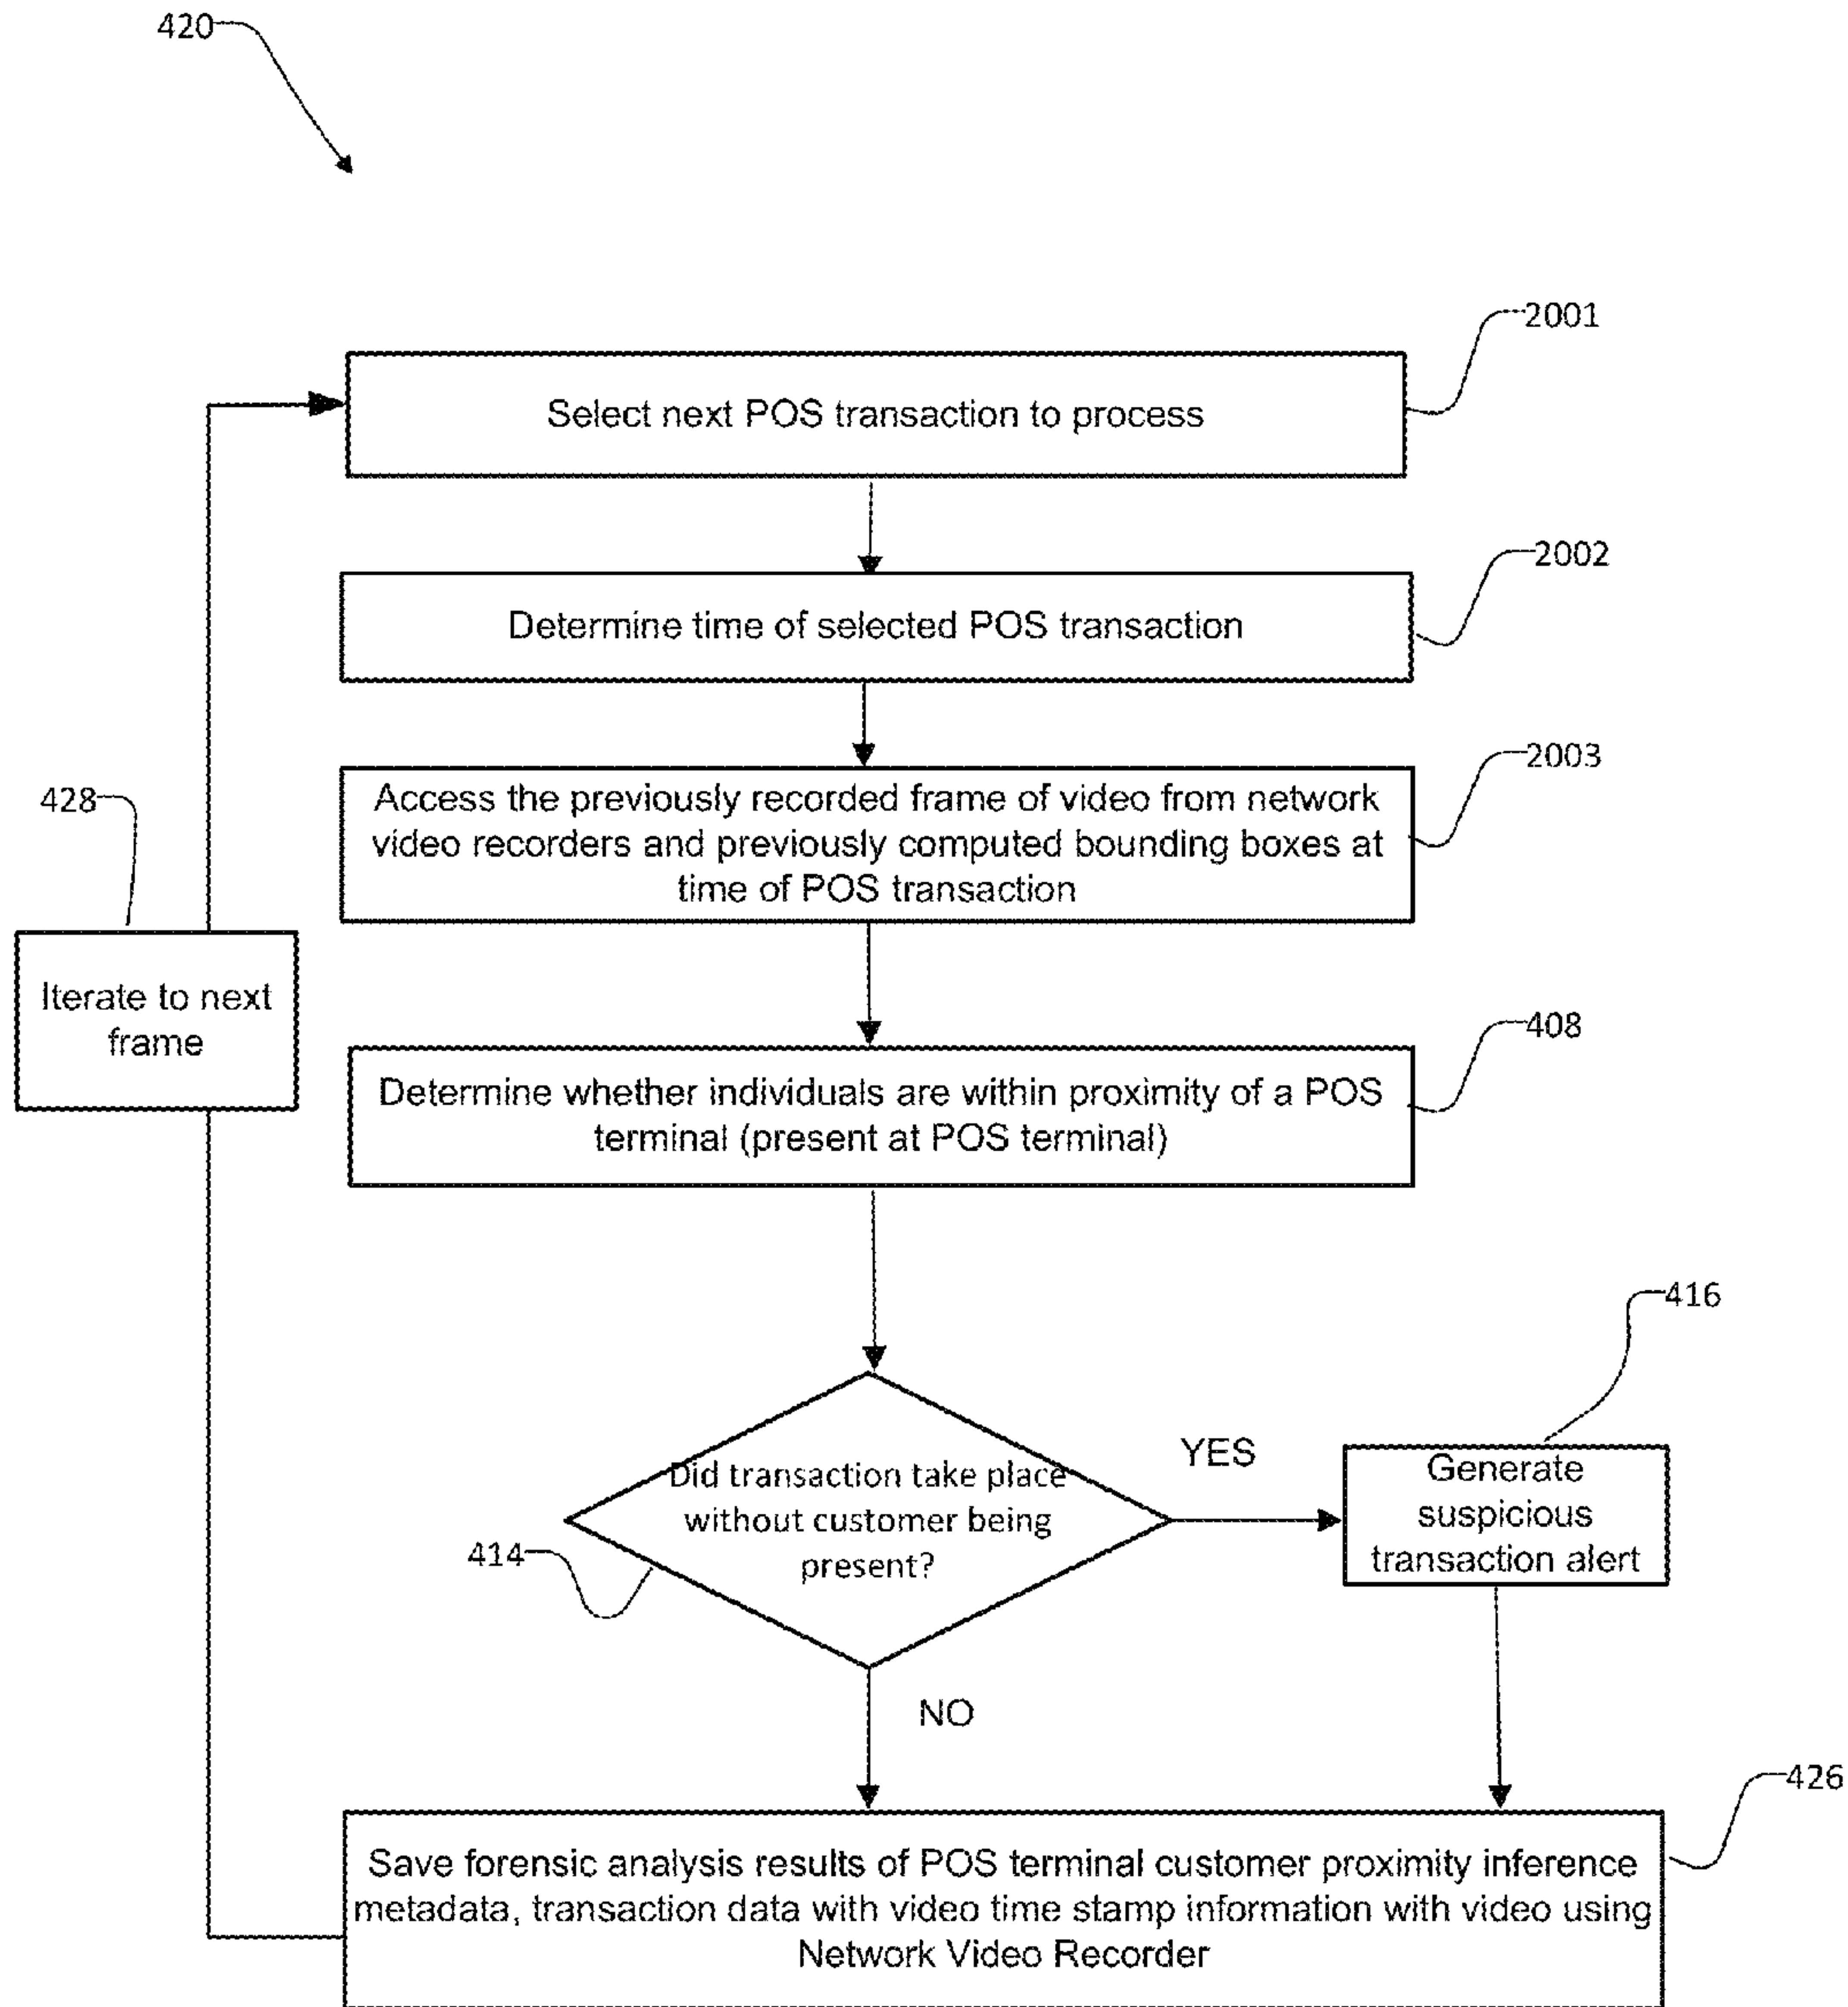 420
2001
Select next POS transaction to process
2002
Determine time of selected POS transaction
2003
Access the previously recorded frame of video from network
video recorders and previously computed bounding boxes at
time of POS transaction
428
Iterate to next
frame
408
Determine whether individuals are within proximity of a POS
terminal (present at POS terminal)
416
YES
Generate
suspicious
transaction alert
Did transaction take place
without customer being
present?
414
NO
426
Save forensic analysis results of POS terminal customer proximity inference
metadata, transaction data with video time stamp information with video using
Network Video Recorder